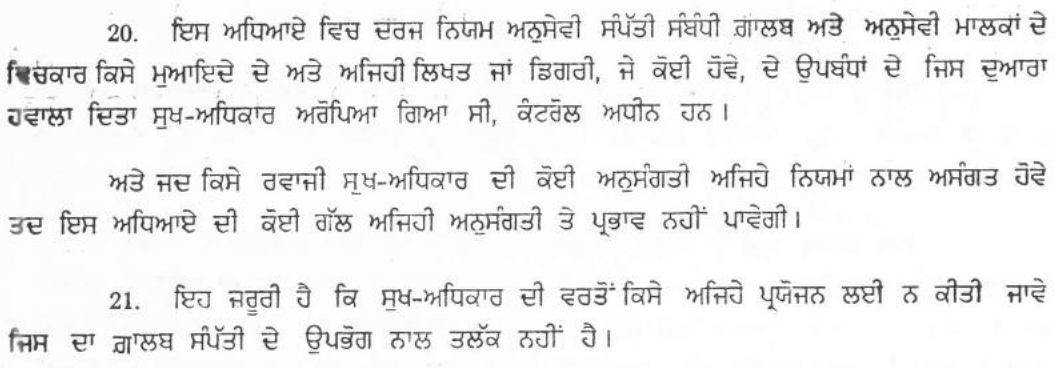 20. ਇਸ ਅਧਿਆਏ ਵਿਚ ਦਰਜ ਨਿਯਮ ਅਨੁਸੇਵੀ ਸੰਪੱਤੀ ਸੰਬੰਧੀ ਗ਼ਾਲਬ ਅਤੇ ਅਨੁਸੇਵੀ ਮਾਲਕਾਂ ਦੇ
ਵਿਚਕਾਰ ਕਿਸੇ ਮੁਆਇਦੇ ਦੇ ਅਤੇ ਅਜਿਹੀ ਲਿਖਤ ਜਾਂ ਡਿਗਰੀ, ਜੇ ਕੋਈ ਹੋਵੇ, ਦੇ ਉਪਬੰਧਾਂ ਦੇ ਜਿਸ ਦੁਆਰਾ
ਹਵਾਲਾ ਦਿਤਾ ਸੁਖ-ਅਧਿਕਾਰ ਅਰੋਪਿਆ ਗਿਆ ਸੀ, ਕੰਟਰੋਲ ਅਧੀਨ ਹਨ।
ਅਤੇ ਜਦ ਕਿਸੇ ਰਵਾਜੀ ਸੁਖ-ਅਧਿਕਾਰ ਦੀ ਕੋਈ ਅਨੁਸੰਗਤੀ ਅਜਿਹੇ ਨਿਯਮਾਂ ਨਾਲ ਅਸੰਗਤ ਹੋਵੇ
ਤਦ ਇਸ ਅਧਿਆਏ ਦੀ ਕੋਈ ਗੱਲ ਅਜਿਹੀ ਅਨੁਸੰਗਤੀ ਤੇ ਪ੍ਰਭਾਵ ਨਹੀਂ ਪਾਵੇਗੀ।
21. ਇਹ ਜ਼ਰੂਰੀ ਹੈ ਕਿ ਸੁਖ-ਅਧਿਕਾਰ ਦੀ ਵਰਤੋਂ ਕਿਸੇ ਅਜਿਹੇ ਪ੍ਰਯੋਜਨ ਲਈ ਨ ਕੀਤੀ ਜਾਵੇ
ਜਿਸ ਦਾ ਗ਼ਾਲਬ ਸੰਪੱਤੀ ਦੇ ਉਪਭੋਗ ਨਾਲ ਤਲੱਕ ਨਹੀਂ ਹੈ।